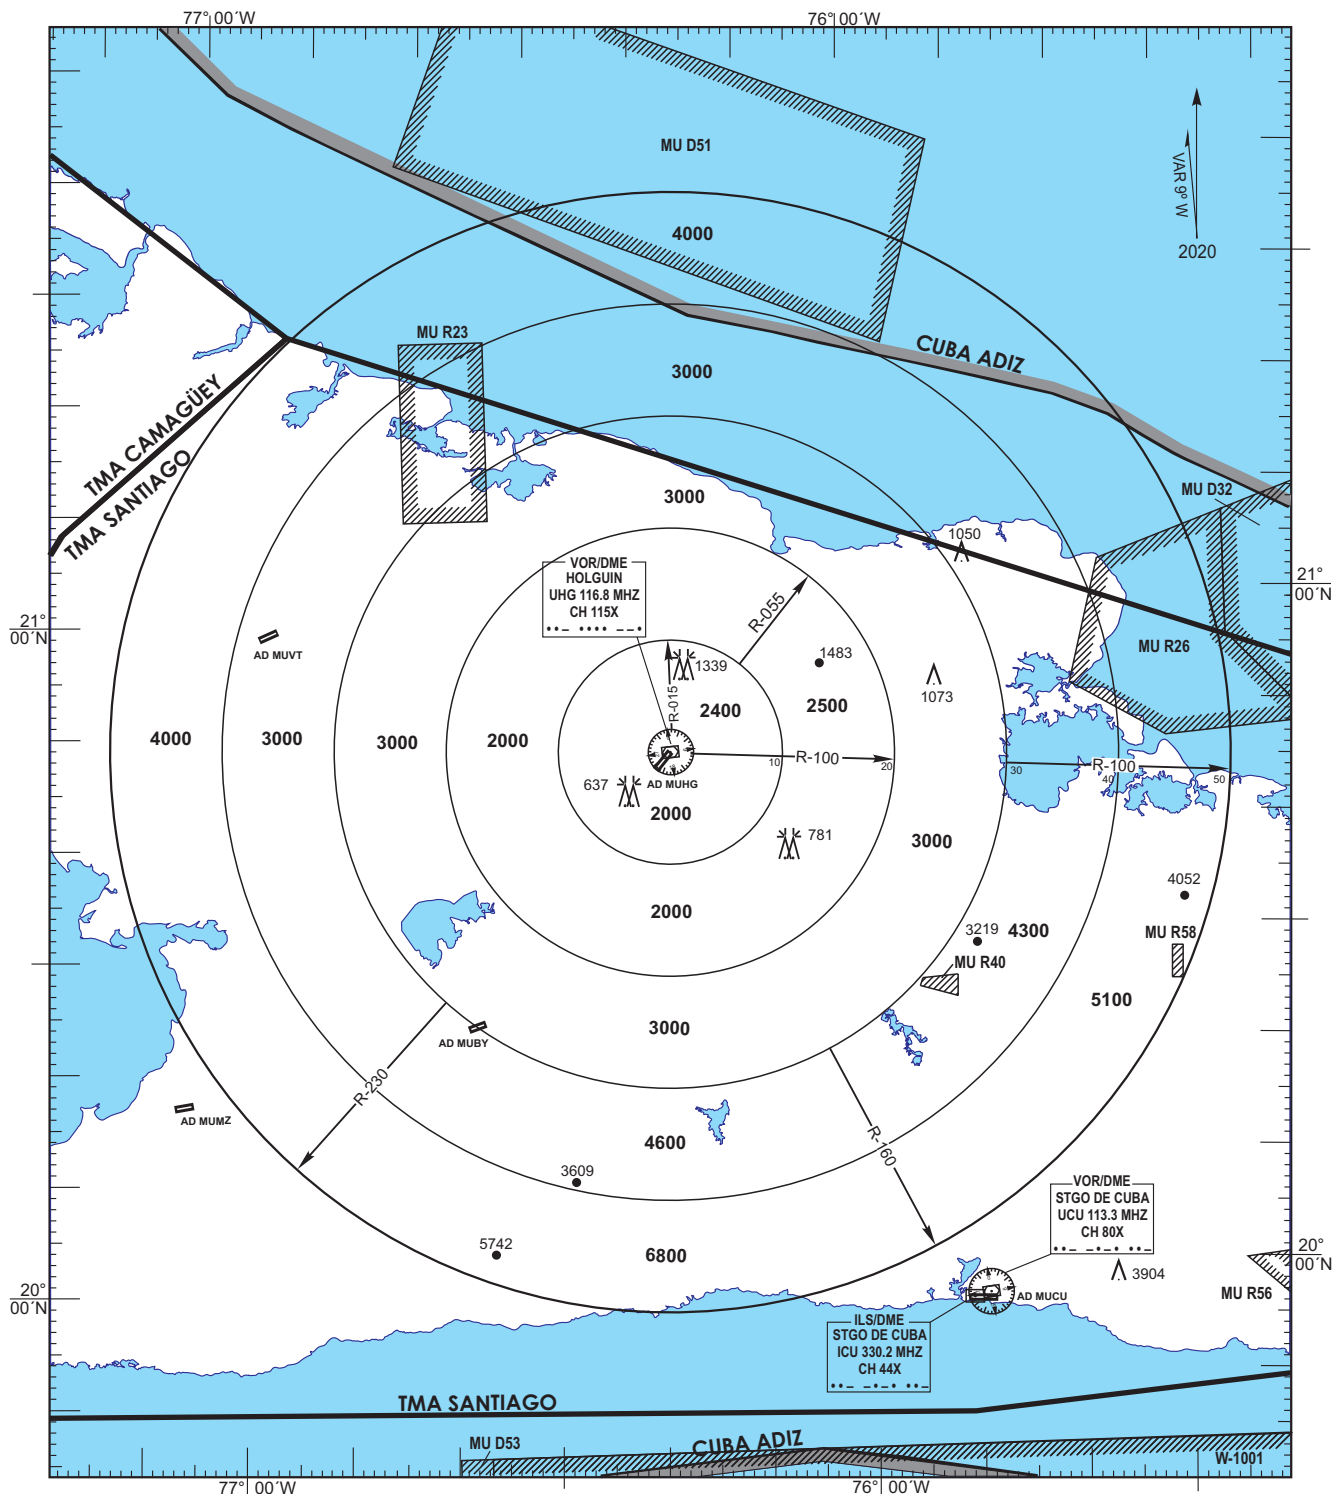 77° 00´W
76° 00´W
MU D51
VAR 9° W
2020
4000
MU R23
CUBA ADIZ
3000
TMA CAMAGÜEY
TMA SANTIAGO
3000
MU D32
1050
VOR/DME
HOLGUIN
UHG 116.8 MHZ
CH 115X
21°
00´N
R-055
21°
00´N
MU R26
AD MUVT
1339
1483
1073
R-015
2400
2500
4000
3000
3000
2000
R-100
10
20
30
R-100
40
50
AD MUHG
637
2000
781
3000
4052
2000
3219
4300
MU R58
MU R40
5100
3000
AD MUBY
R-230
AD MUMZ
4600
R-160
3609
VOR/DME
STGO DE CUBA
UCU 113.3 MHZ
CH 80X
5742
6800
20°
00´N
3904
20°
00´N
MU R56
AD MUCU
ILS/DME
STGO DE CUBA
ICU 330.2 MHZ
CH 44X
TMA SANTIAGO
MU D53
CUBA ADIZ
W-1001
77° 00´W
76° 00´W